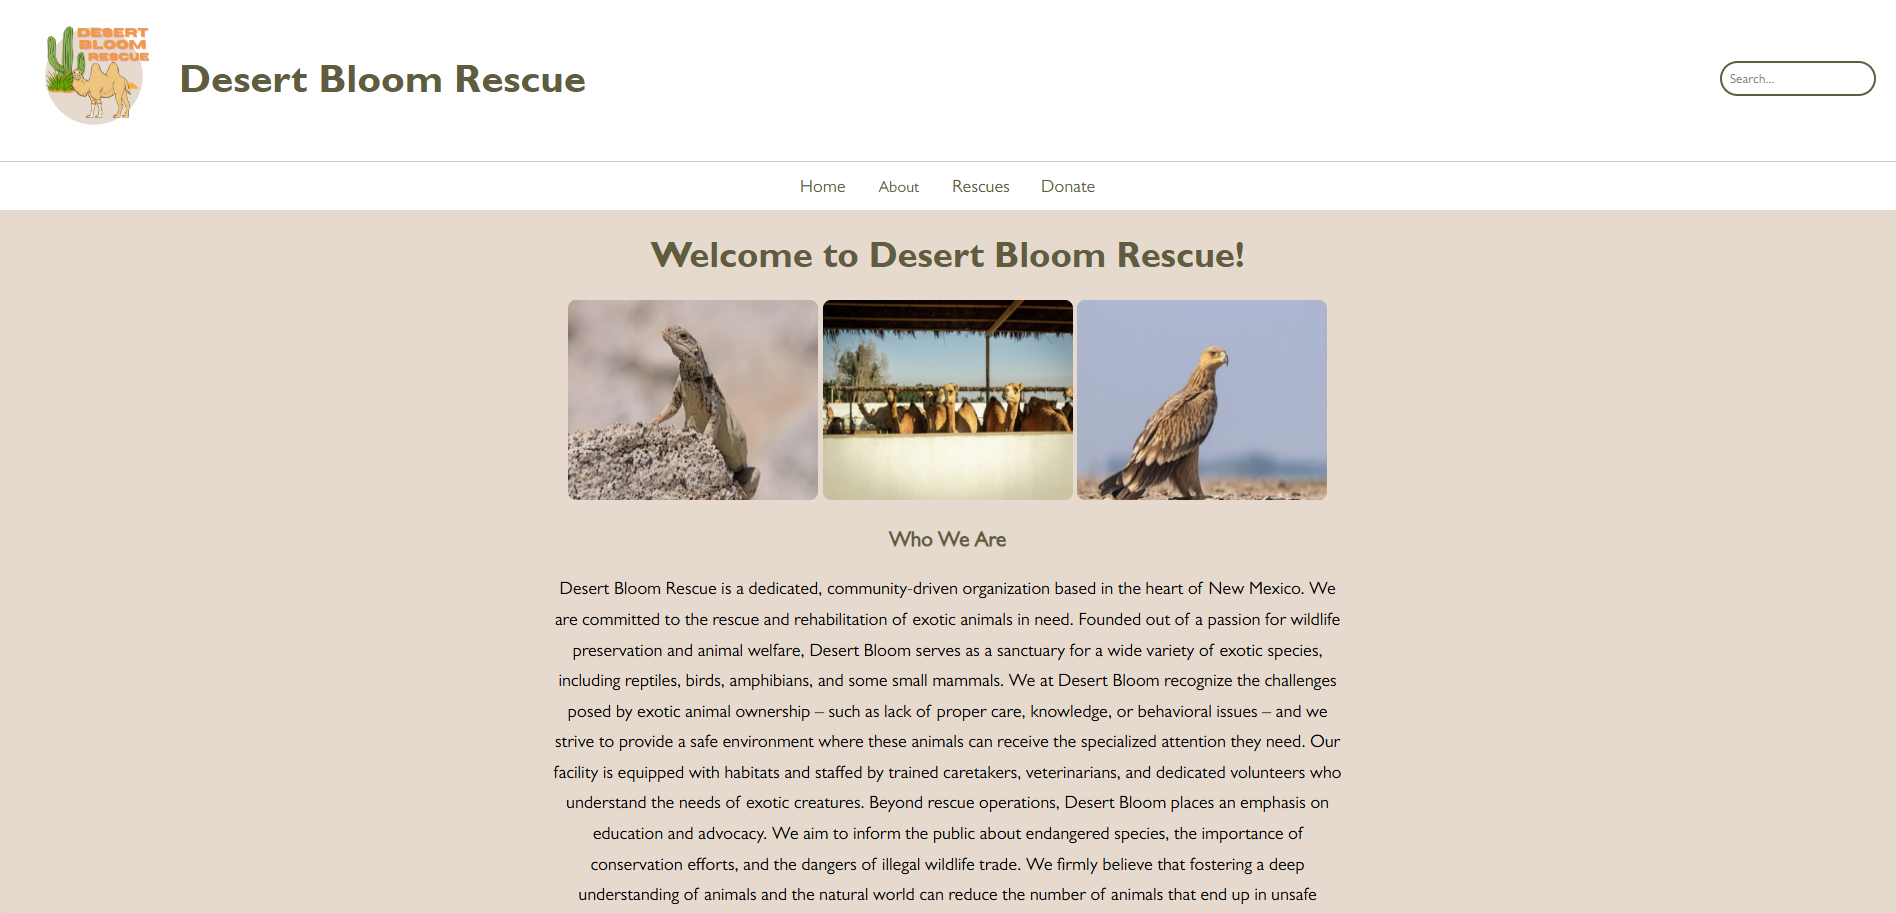 DESERT
BLOOM
RESCUE
Desert Bloom Rescue
Search...
Home About Rescues Donate
Welcome to Desert Bloom Rescue!
Who We Are
Desert Bloom Rescue is a dedicated, community-driven organization based in the heart of New Mexico. We
are committed to the rescue and rehabilitation of exotic animals in need. Founded out of a passion for wildlife
preservation and animal welfare, Desert Bloom serves as a sanctuary for a wide variety of exotic species,
including reptiles, birds, amphibians, and some small mammals. We at Desert Bloom recognize the challenges
posed by exotic animal ownership – such as lack of proper care, knowledge, or behavioral issues – and we
strive to provide a safe environment where these animals can receive the specialized attention they need. Our
facility is equipped with habitats and staffed by trained caretakers, veterinarians, and dedicated volunteers who
understand the needs of exotic creatures. Beyond rescue operations, Desert Bloom places an emphasis on
education and advocacy. We aim to inform the public about endangered species, the importance of
conservation efforts, and the dangers of illegal wildlife trade. We firmly believe that fostering a deep
understanding of animals and the natural world can reduce the number of animals that end up in unsafe